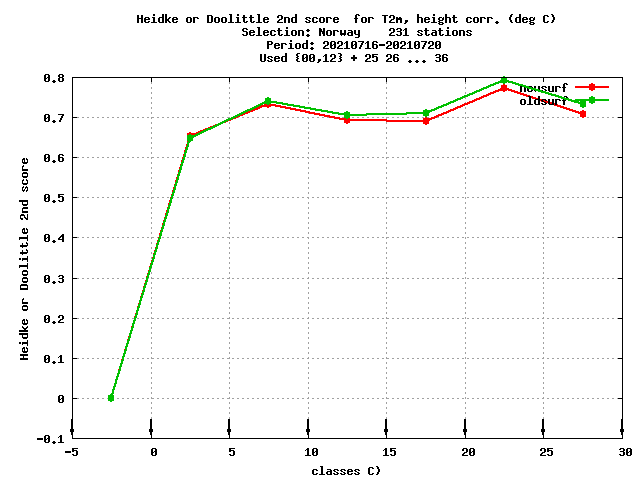 Heidke or Doolittle 2nd score for T2m, height corr. (deg C)
Selection: Norway 231 stations
Period: 20210716-20210720
Used {00,12} + 25 26 ... 36
newsurf
oldsurf
Heidke or Doolittle 2nd score
0.8
0.7
0.6
0.5
0.4
0.3
0.2
0.1
0
-0.1
-5 0 5 10 15 20 25 30
classes C)